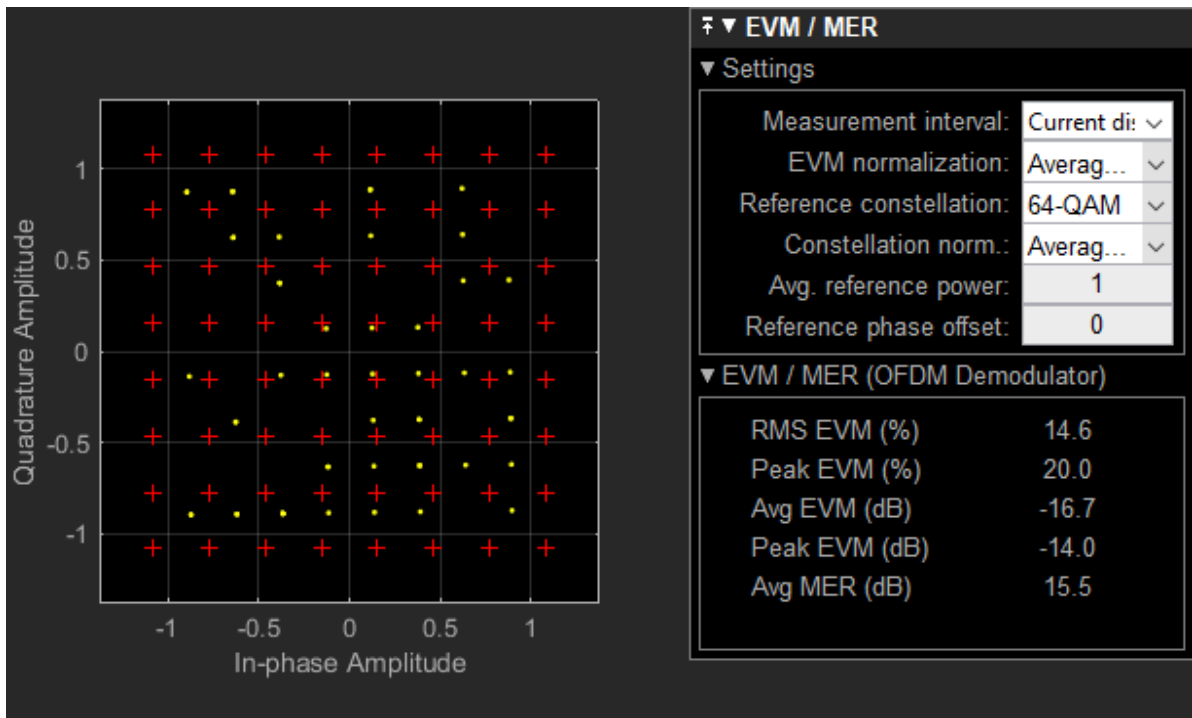 EVM / MER
Settings
Measurement interval: Current dis
EVM normalization: Averag...
Reference constellation: 64-QAM
Constellation norm.: Averag...
Avg. reference power: 1
Reference phase offset: 0
EVM / MER (OFDM Demodulator)
RMS EVM (%) 14.6
Peak EVM (%) 20.0
Avg EVM (dB) -16.7
Peak EVM (dB) -14.0
Avg MER (dB) 15.5
Quadrature Amplitude
1
0.5
0
-0.5
-1
-1 -0.5 0 0.5 1
In-phase Amplitude